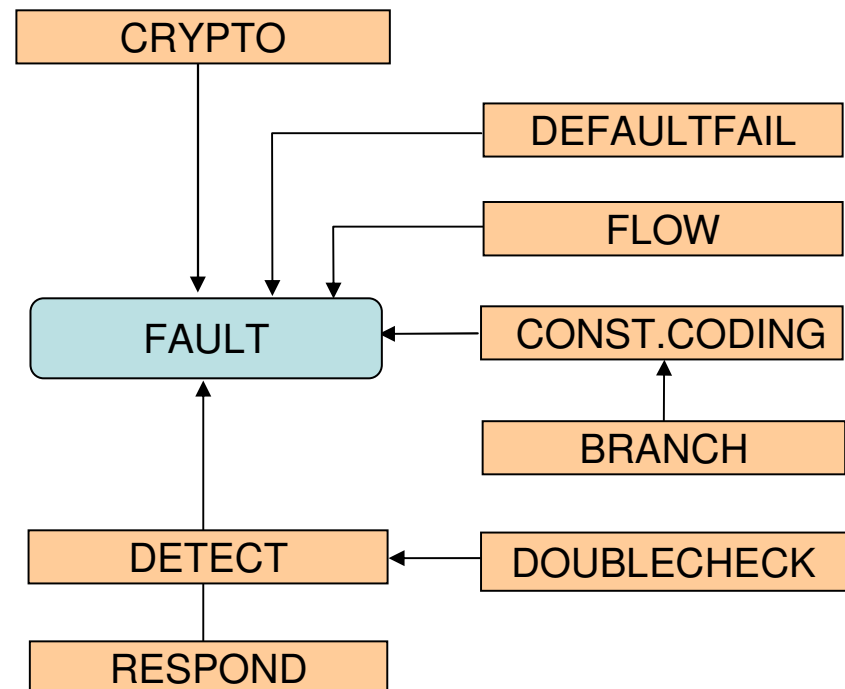 CRYPTO
DEFAULTFAIL
FLOW
FAULT
CONST.CODING
BRANCH
DETECT
DOUBLECHECK
RESPOND